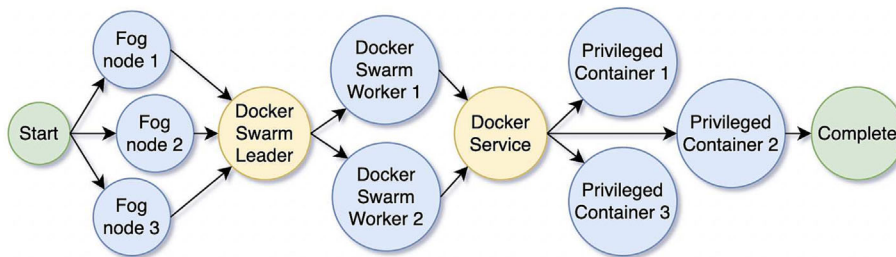 Start
Fog
node 1
Fog
node 2
Fog
node 3
Docker
Swarm
Leader
Docker
Swarm
Worker 1
Docker
Swarm
Worker 2
Docker
Service
Privileged
Container 1
Privileged
Container 2
Privileged
Container 3
Complete